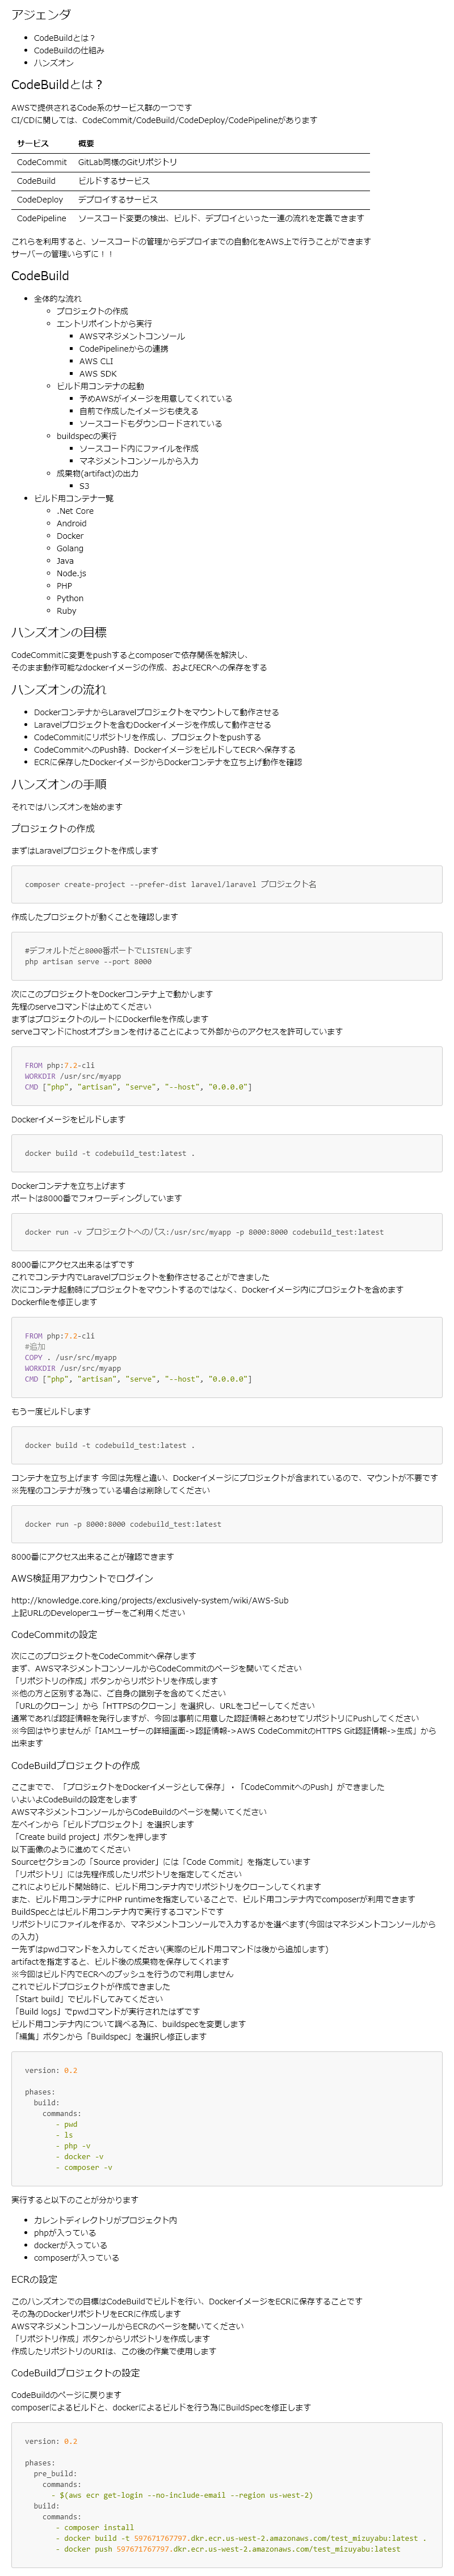 アジェンダ
CodeBuildとは？
CodeBuildの仕組み
ハンズオン
CodeBuildとは？
AWSで提供されるCode系のサービス群の一つです
CI/CDに関しては、CodeCommit/CodeBuild/CodeDeploy/CodePipelineがあります
サービス 概要
CodeCommit GitLab同様のGitリポジトリ
CodeBuild ビルドするサービス
CodeDeploy デプロイするサービス
CodePipeline ソースコード変更の検出、ビルド、デプロイといった一連の流れを定義できます
これらを利用すると、ソースコードの管理からデプロイまでの自動化をAWS上で行うことができます
サーバーの管理いらずに！！
CodeBuild
全体的な流れ
プロジェクトの作成
エントリポイントから実行
AWSマネジメントコンソール
CodePipelineからの連携
AWS CLI
AWS SDK
ビルド用コンテナの起動
予めAWSがイメージを用意してくれている
自前で作成したイメージも使える
ソースコードもダウンロードされている
buildspecの実行
ソースコード内にファイルを作成
マネジメントコンソールから入力
成果物(artifact)の出力
S3
ビルド用コンテナ一覧
.Net Core
Android
Docker
Golang
Java
Node.js
PHP
Python
Ruby
ハンズオンの目標
CodeCommitに変更をpushするとcomposerで依存関係を解決し、
そのまま動作可能なdockerイメージの作成、およびECRへの保存をする
ハンズオンの流れ
DockerコンテナからLaravelプロジェクトをマウントして動作させる
Laravelプロジェクトを含むDockerイメージを作成して動作させる
CodeCommitにリポジトリを作成し、プロジェクトをpushする
CodeCommitへのPush時、DockerイメージをビルドしてECRへ保存する
ECRに保存したDockerイメージからDockerコンテナを立ち上げ動作を確認
ハンズオンの手順
それではハンズオンを始めます
プロジェクトの作成
まずはLaravelプロジェクトを作成します
composer create-project --prefer-dist laravel/laravel プロジェクト名
作成したプロジェクトが動くことを確認します
#デフォルトだと8000番ポートでLISTENします
php artisan serve --port 8000
次にこのプロジェクトをDockerコンテナ上で動かします
先程のserveコマンドは止めてください
まずはプロジェクトのルートにDockerfileを作成します
serveコマンドにhostオプションを付けることによって外部からのアクセスを許可しています
FROM php:7.2-cli
WORKDIR /usr/src/myapp
CMD ["php", "artisan", "serve", "--host", "0.0.0.0"]
Dockerイメージをビルドします
docker build -t codebuild_test:latest .
Dockerコンテナを立ち上げます
ポートは8000番でフォワーディングしています
docker run -v プロジェクトへのパス:/usr/src/myapp -p 8000:8000 codebuild_test:latest
8000番にアクセス出来るはずです
これでコンテナ内でLaravelプロジェクトを動作させることができました
次にコンテナ起動時にプロジェクトをマウントするのではなく、Dockerイメージ内にプロジェクトを含めます
Dockerfileを修正します
FROM php:7.2-cli
#追加
COPY . /usr/src/myapp
WORKDIR /usr/src/myapp
CMD ["php", "artisan", "serve", "--host", "0.0.0.0"]
もう一度ビルドします
docker build -t codebuild_test:latest .
コンテナを立ち上げます 今回は先程と違い、Dockerイメージにプロジェクトが含まれているので、マウントが不要です
※先程のコンテナが残っている場合は削除してください
docker run -p 8000:8000 codebuild_test:latest
8000番にアクセス出来ることが確認できます
AWS検証用アカウントでログイン
http://knowledge.core.king/projects/exclusively-system/wiki/AWS-Sub
上記URLのDeveloperユーザーをご利用ください
CodeCommitの設定
次にこのプロジェクトをCodeCommitへ保存します
まず、AWSマネジメントコンソールからCodeCommitのページを開いてください
「リポジトリの作成」ボタンからリポジトリを作成します
※他の方と区別する為に、ご自身の識別子を含めてください
「URLのクローン」から「HTTPSのクローン」を選択し、URLをコピーしてください
通常であれば認証情報を発行しますが、今回は事前に用意した認証情報とあわせてリポジトリにPushしてください
※今回はやりませんが「IAMユーザーの詳細画面->認証情報->AWS CodeCommitのHTTPS Git認証情報->生成」から
出来ます
CodeBuildプロジェクトの作成
ここまでで、「プロジェクトをDockerイメージとして保存」・「CodeCommitへのPush」ができました
いよいよCodeBuildの設定をします
AWSマネジメントコンソールからCodeBuildのページを開いてください
左ペインから「ビルドプロジェクト」を選択します
「Create build project」ボタンを押します
以下画像のように進めてください
Sourceセクションの「Source provider」には「Code Commit」を指定しています
「リポジトリ」には先程作成したリポジトリを指定してください
これによりビルド開始時に、ビルド用コンテナ内でリポジトリをクローンしてくれます
また、ビルド用コンテナにPHP runtimeを指定していることで、ビルド用コンテナ内でcomposerが利用できます
BuildSpecとはビルド用コンテナ内で実行するコマンドです
リポジトリにファイルを作るか、マネジメントコンソールで入力するかを選べます(今回はマネジメントコンソールから
の入力)
一先ずはpwdコマンドを入力してください(実際のビルド用コマンドは後から追加します)
artifactを指定すると、ビルド後の成果物を保存してくれます
※今回はビルド内でECRへのプッシュを行うので利用しません
これでビルドプロジェクトが作成できました
「Start build」でビルドしてみてください
「Build logs」でpwdコマンドが実行されたはずです
ビルド用コンテナ内について調べる為に、buildspecを変更します
「編集」ボタンから「Buildspec」を選択し修正します
version: 0.2
phases:
build:
commands:
- pwd
- ls
- php -v
- docker -v
- composer -v
実行すると以下のことが分かります
カレントディレクトリがプロジェクト内
phpが入っている
dockerが入っている
composerが入っている
ECRの設定
このハンズオンでの目標はCodeBuildでビルドを行い、DockerイメージをECRに保存することです
その為のDockerリポジトリをECRに作成します
AWSマネジメントコンソールからECRのページを開いてください
「リポジトリ作成」ボタンからリポジトリを作成します
作成したリポジトリのURIは、この後の作業で使用します
CodeBuildプロジェクトの設定
CodeBuildのページに戻ります
composerによるビルドと、dockerによるビルドを行う為にBuildSpecを修正します
version: 0.2
phases:
pre_build:
commands:
- $(aws ecr get-login --no-include-email --region us-west-2)
build:
commands:
- composer install
- docker build -t 597671767797.dkr.ecr.us-west-2.amazonaws.com/test_mizuyabu:latest .
- docker push 597671767797.dkr.ecr.us-west-2.amazonaws.com/test_mizuyabu:latest